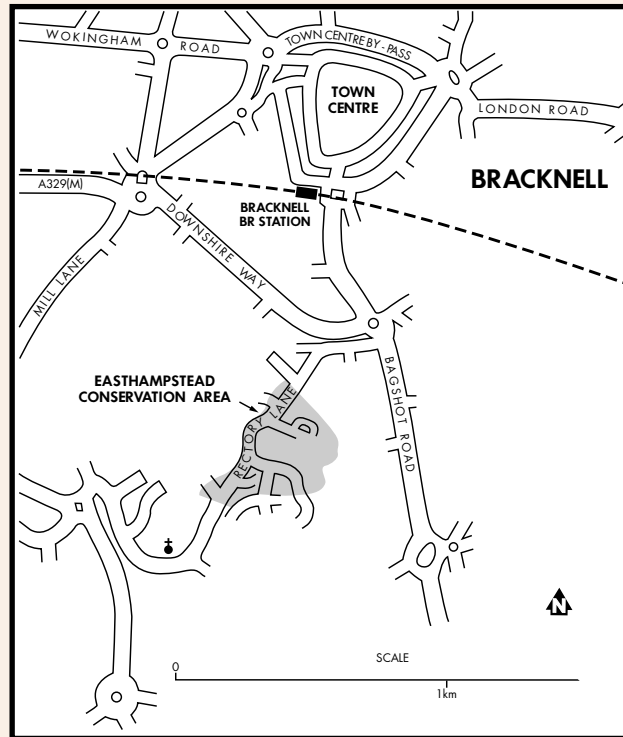 WOKINGHAM ROAD
TOWN CENTRE BY-PASS
TOWN
CENTRE
LONDON ROAD
A329(M)
BRACKNELL
BRACKNELL
BR STATION
DOWNSHIRE WAY
MILL LANE
EASTHAMPSTEAD
CONSERVATION AREA
RECTORY LANE
BAGSHOT ROAD
N
SCALE
0
1km